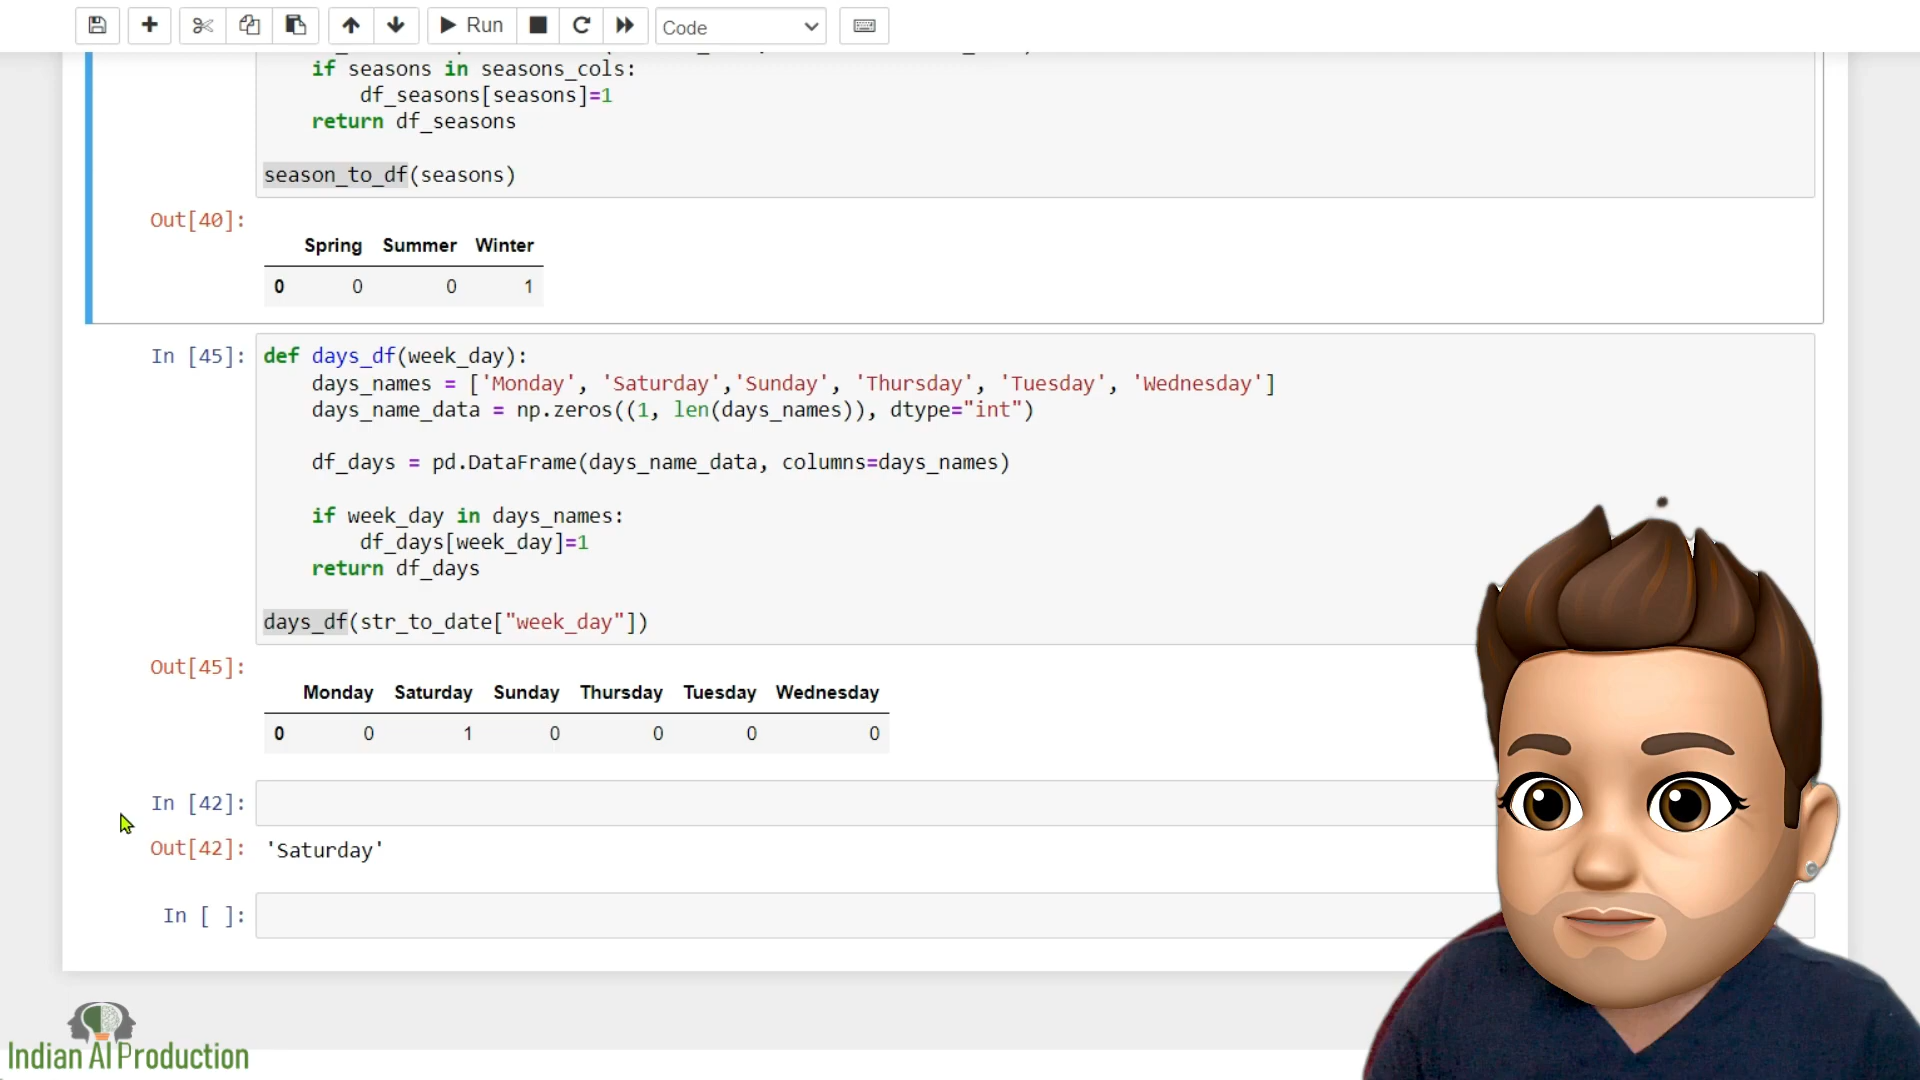 Run
Code
if seasons in seasons_cols:
df_seasons[seasons]=1
return df_seasons
season_to_df(seasons)
Out[40]:
Spring Summer Winter
0 0 0 1
In [45]: def days_df(week_day):
days_names = ['Monday', 'Saturday','Sunday', 'Thursday', 'Tuesday', 'Wednesday']
days_name_data = np.zeros((1, len(days_names)), dtype="int")
df_days = pd.DataFrame(days_name_data, columns=days_names)
if week_day in days_names:
df_days[week_day]=1
return df_days
days_df(str_to_date["week_day"])
Out[45]:
Monday Saturday Sunday Thursday Tuesday Wednesday
0 0 1 0 0 0 0
In [42]:
Out[42]: 'Saturday'
In [ ]:
Indian AI Production